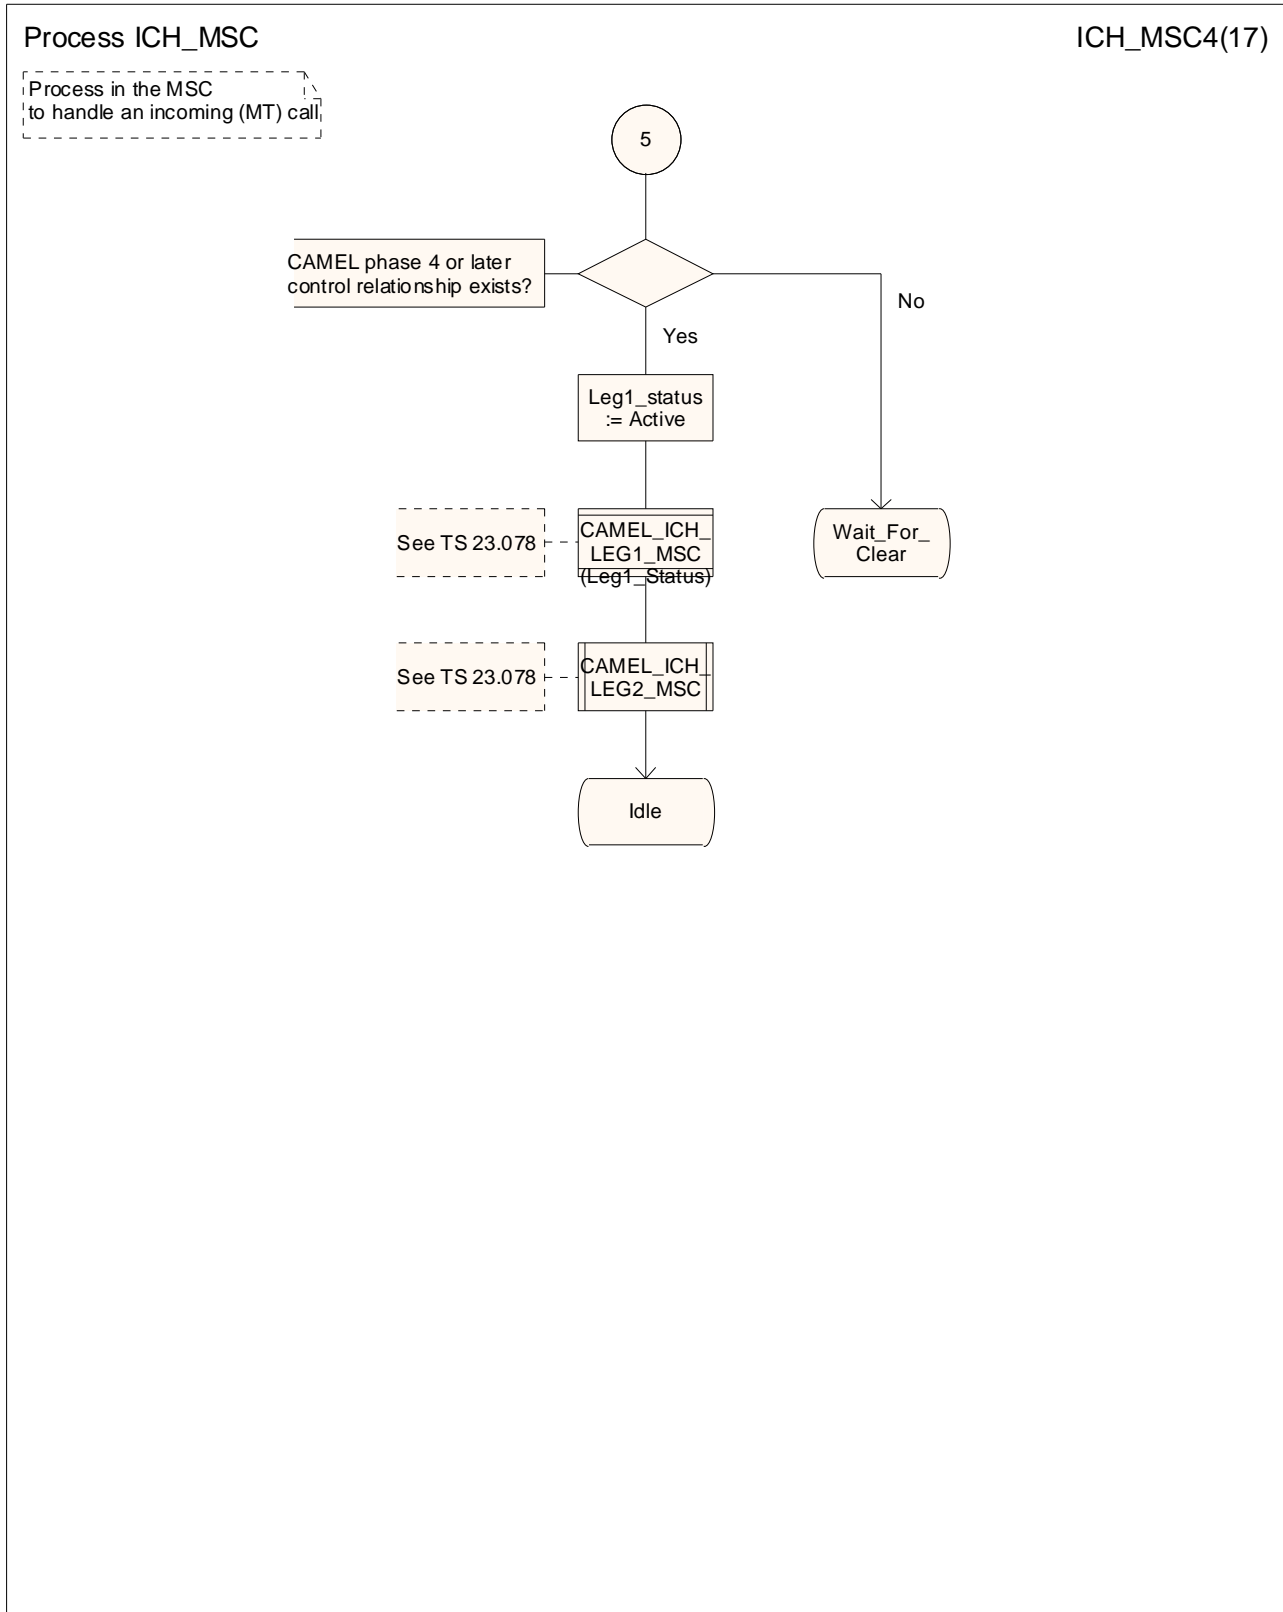 Process ICH_MSC
ICH_MSC4(17)
Process in the MSC
to handle an incoming (MT) call
5
CAMEL phase 4 or later
control relationship exists?
No
Yes
Leg1_status
:= Active
See TS 23.078
CAMEL_ICH_
LEG1_MSC
(Leg1_Status)
Wait_For_
Clear
See TS 23.078
CAMEL_ICH_
LEG2_MSC
Idle